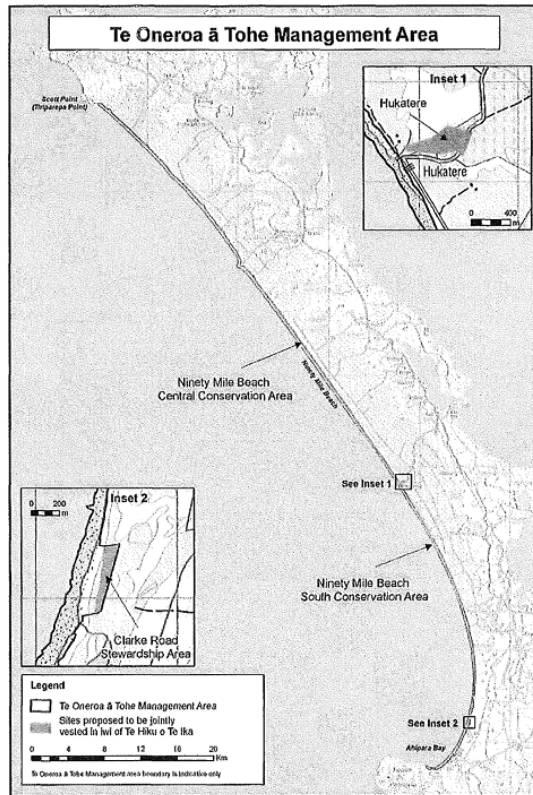 Te Oneroa ā Tohe Management Area
Scott Point
(Tiriparepa Point)
Inset 1
Hukatere
Hukatere
0 400
m
Ninety Mile Beach
Central Conservation Area
Ninety Mile Beach
See Inset 1
Inset 2
0 200
m
Clarke Road
Stewardship Area
Ninety Mile Beach
South Conservation Area
See Inset 2
Ahipara Bay
Legend
Te Oneroa ā Tohe Management Area
Sites proposed to be jointly
vested in iwi of Te Hiku o Te Ika
0 4 8 12 16 20
Km
Te Oneroa ā Tohe Management area boundary is indicative only